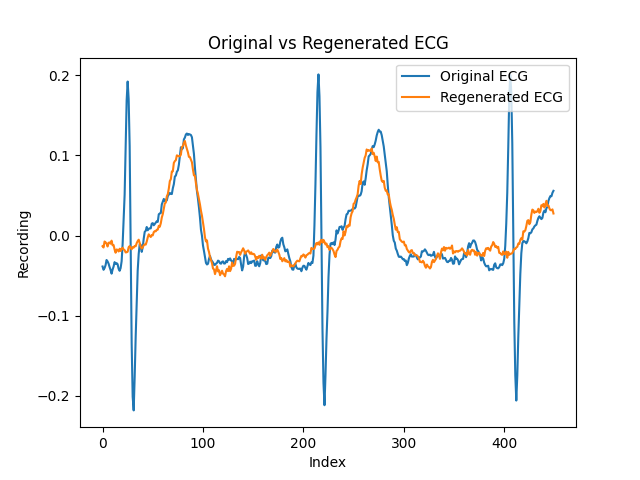 Original vs Regenerated ECG
Original ECG
Regenerated ECG
0.2
0.1
0.0
−0.1
−0.2
Recording
0 100 200 300 400
Index